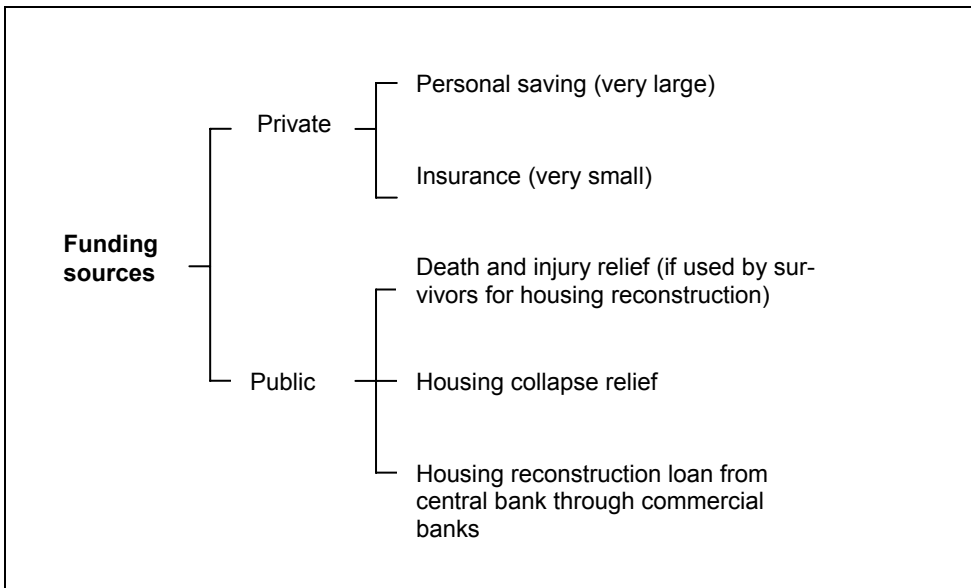 Funding
sources
Private
Personal saving (very large)
Insurance (very small)
Public
Death and injury relief (if used by sur-
vivors for housing reconstruction)
Housing collapse relief
Housing reconstruction loan from
central bank through commercial
banks